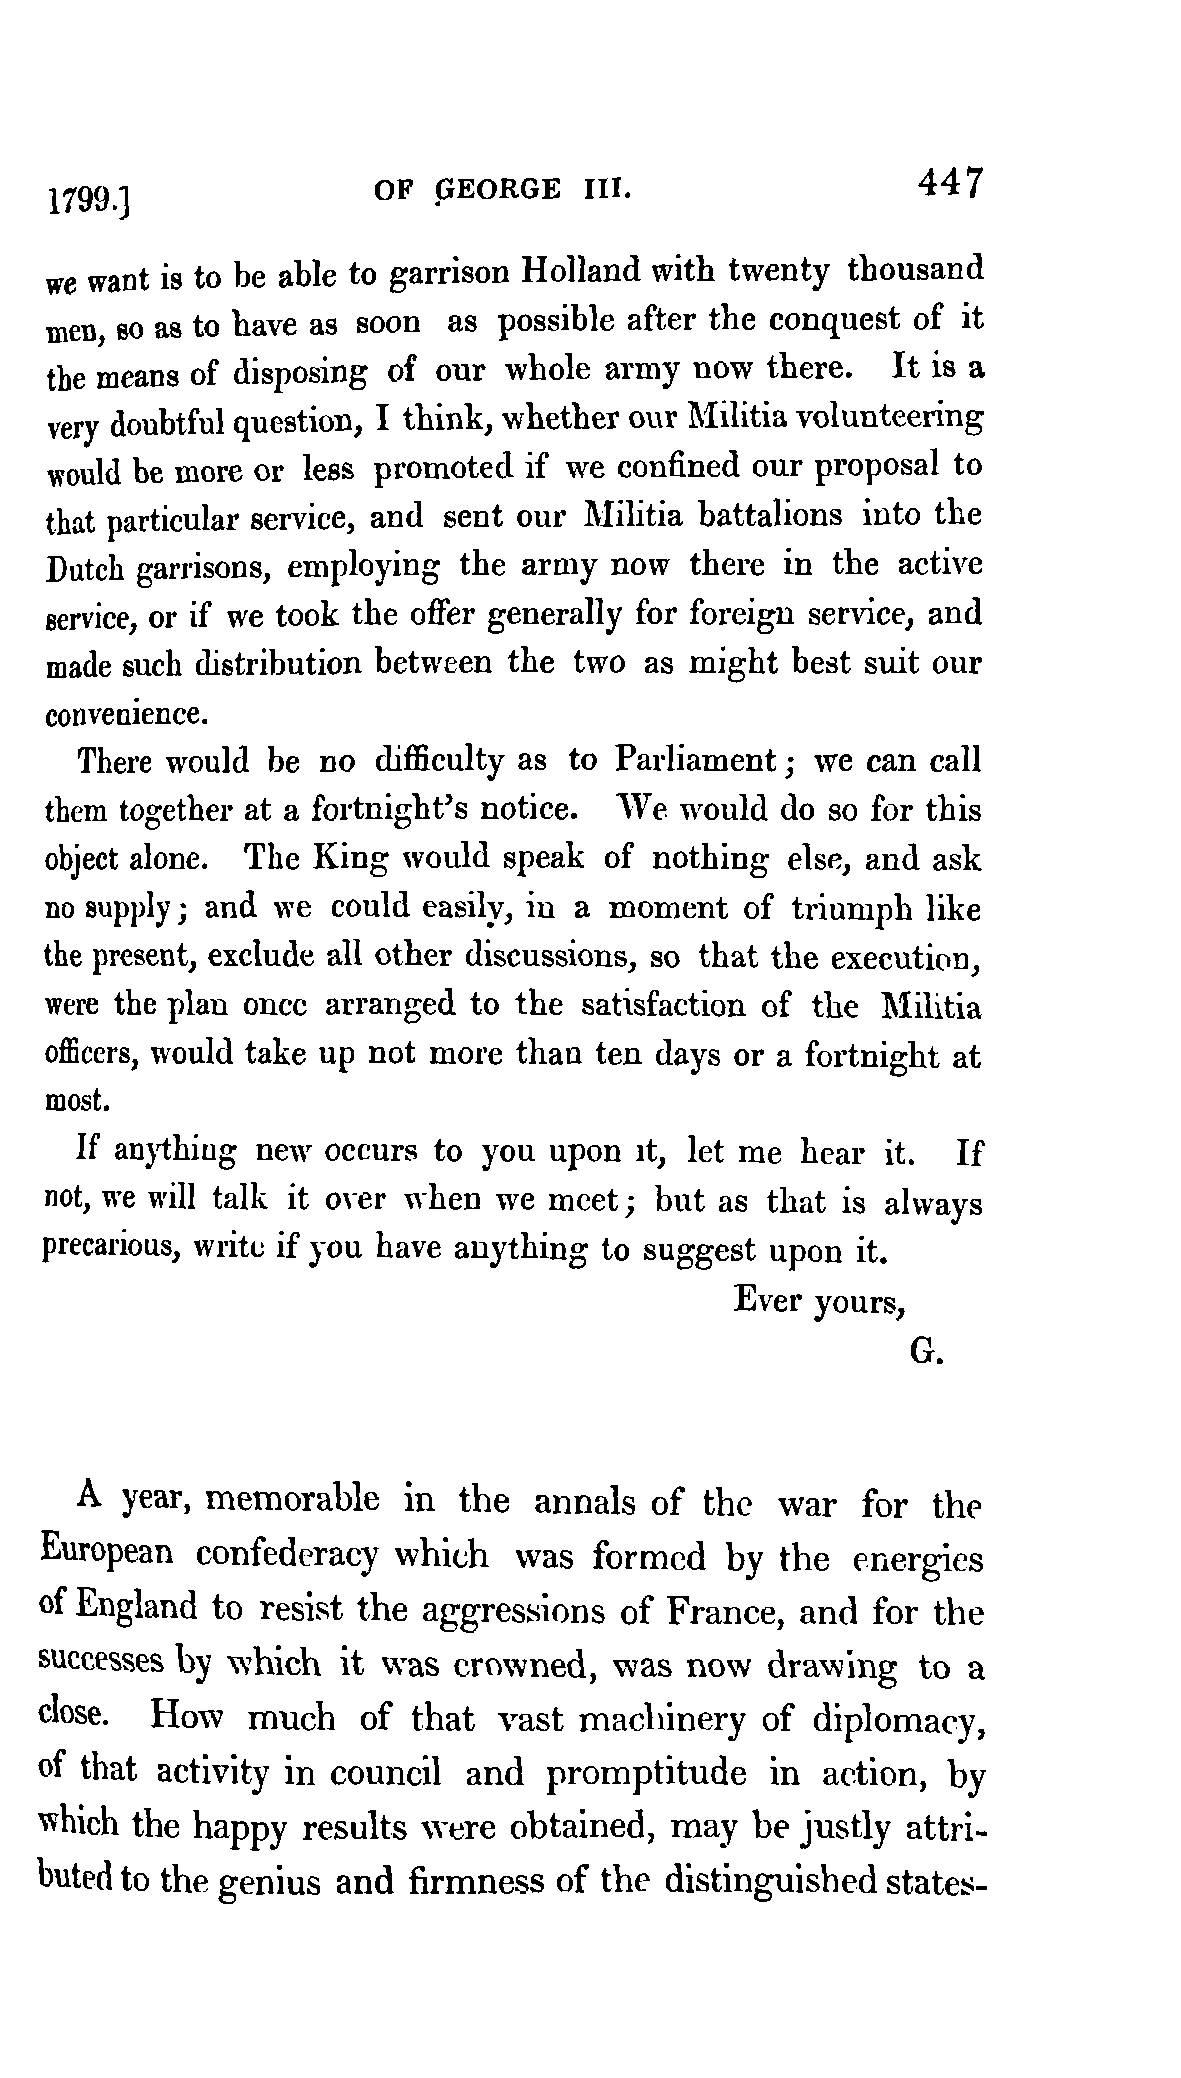 1799.] OF GEORGE III. 447
we want is to be able to garrison Holland with twenty thousand
men, so as to have as soon as possible after the conquest of it
the means of disposing of our whole army now there. It is a
very doubtful question, I think, whether our Militia volunteering
would be more or less promoted if we confined our proposal to
that particular service, and sent our Militia battalions into the
Dutch garrisons, employing the army now there in the active
service, or if we took the offer generally for foreign service, and
made such distribution between the two as might best suit our
convenience.
There would be no difficulty as to Parliament; we can call
them together at a fortnight's notice. We would do so for this
object alone. The King would speak of nothing else, and ask
no supply; and we could easily, in a moment of triumph like
the present, exclude all other discussions, so that the execution,
were the plan once arranged to the satisfaction of the Militia
officers, would take up not more than ten days or a fortnight at
most.
If anything new occurs to you upon it, let me hear it. If
not, we will talk it over when we meet; but as that is always
precarious, write if you have anything to suggest upon it.
Ever yours,
G.
A year, memorable in the annals of the war for the
European confederacy which was formed by the energies
of England to resist the aggressions of France, and for the
successes by which it was crowned, was now drawing to a
close. How much of that vast machinery of diplomacy,
of that activity in council and promptitude in action, by
which the happy results were obtained, may be justly attri-
buted to the genius and firmness of the distinguished states-